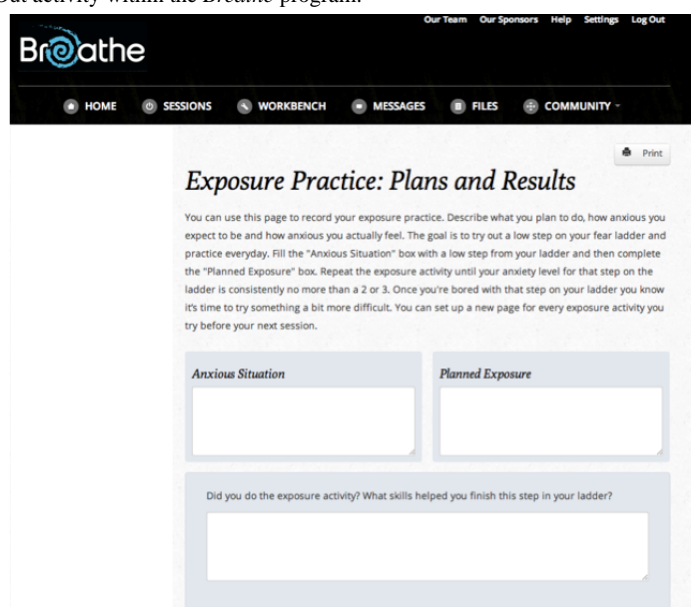 Out activity within the Breathe program.
Our Team Our Sponsors Help Settings Log Out
Breathe
HOME SESSIONS WORKBENCH MESSAGES FILES COMMUNITY
Print
Exposure Practice: Plans and Results
You can use this page to record your exposure practice. Describe what you plan to do, how anxious you
expect to be and how anxious you actually feel. The goal is to try out a low step on your fear ladder and
practice everyday. Fill the "Anxious Situation" box with a low step from your ladder and then complete
the "Planned Exposure" box. Repeat the exposure activity until your anxiety level for that step on the
ladder is consistently no more than a 2 or 3. Once you're bored with that step on your ladder you know
it's time to try something a bit more difficult. You can set up a new page for every exposure activity you
try before your next session.
Anxious Situation Planned Exposure
Did you do the exposure activity? What skills helped you finish this step in your ladder?